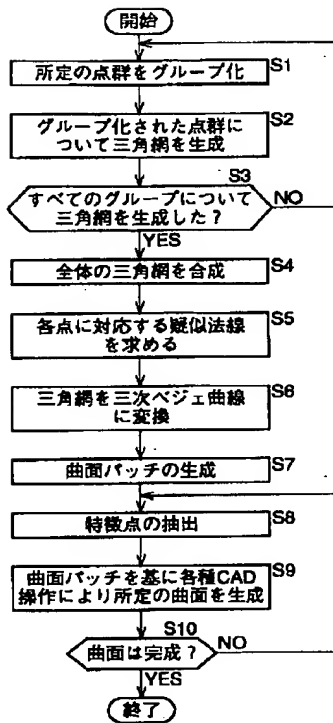 開始
所定の点群をグループ化
S1
グループ化された点群に
ついて三角網を生成
S2
すべてのグループについて
三角網を生成した？
S3
NO
YES
全体の三角網を合成
S4
各点に対応する疑似法線
を求める
S5
三角網を三次ベジェ曲線
に変換
S6
曲面パッチの生成
S7
特徴点の抽出
S8
曲面パッチを基に各種CAD
操作により所定の曲面を生成
S9
曲面は完成？
S10
NO
YES
終了